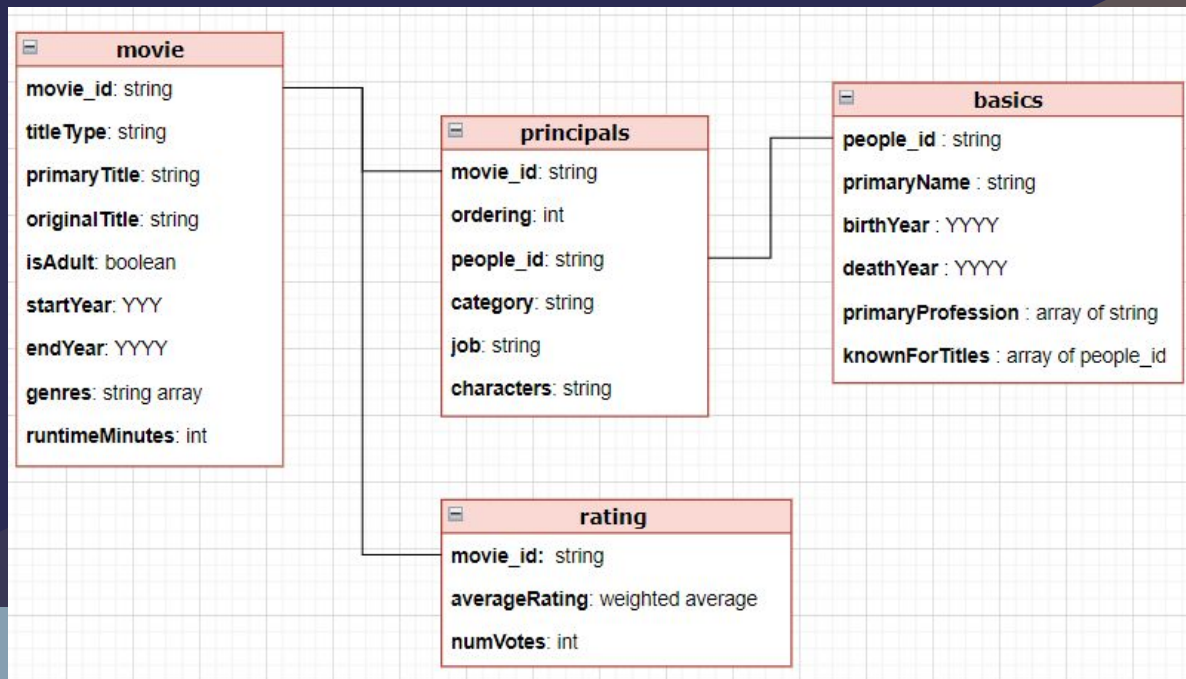 movie
movie_id: string
titleType: string
primaryTitle: string
originalTitle: string
isAdult: boolean
startYear: YYY
endYear: YYYY
genres: string array
runtimeMinutes: int
principals
movie_id: string
ordering: int
people_id: string
category: string
job: string
characters: string
basics
people_id : string
primaryName : string
birthYear : YYYY
deathYear : YYYY
primaryProfession : array of string
knownForTitles : array of people_id
rating
movie_id: string
averageRating: weighted average
numVotes: int